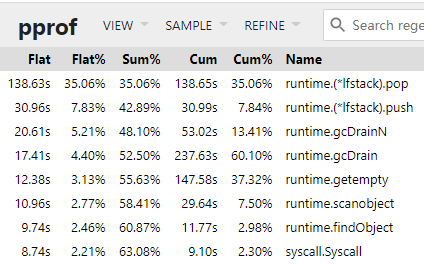 pprof VIEW SAMPLE REFINE Search rege
Flat Flat% Sum% Cum Cum% Name
138.63s 35.06% 35.06% 138.65s 35.06% runtime.(*lfstack).pop
30.96s 7.83% 42.89% 30.99s 7.84% runtime.(*lfstack).push
20.61s 5.21% 48.10% 53.02s 13.41% runtime.gcDrainN
17.41s 4.40% 52.50% 237.63s 60.10% runtime.gcDrain
12.38s 3.13% 55.63% 147.58s 37.32% runtime.getempty
10.96s 2.77% 58.41% 29.64s 7.50% runtime.scanobject
9.74s 2.46% 60.87% 11.77s 2.98% runtime.findObject
8.74s 2.21% 63.08% 9.10s 2.30% syscall.Syscall